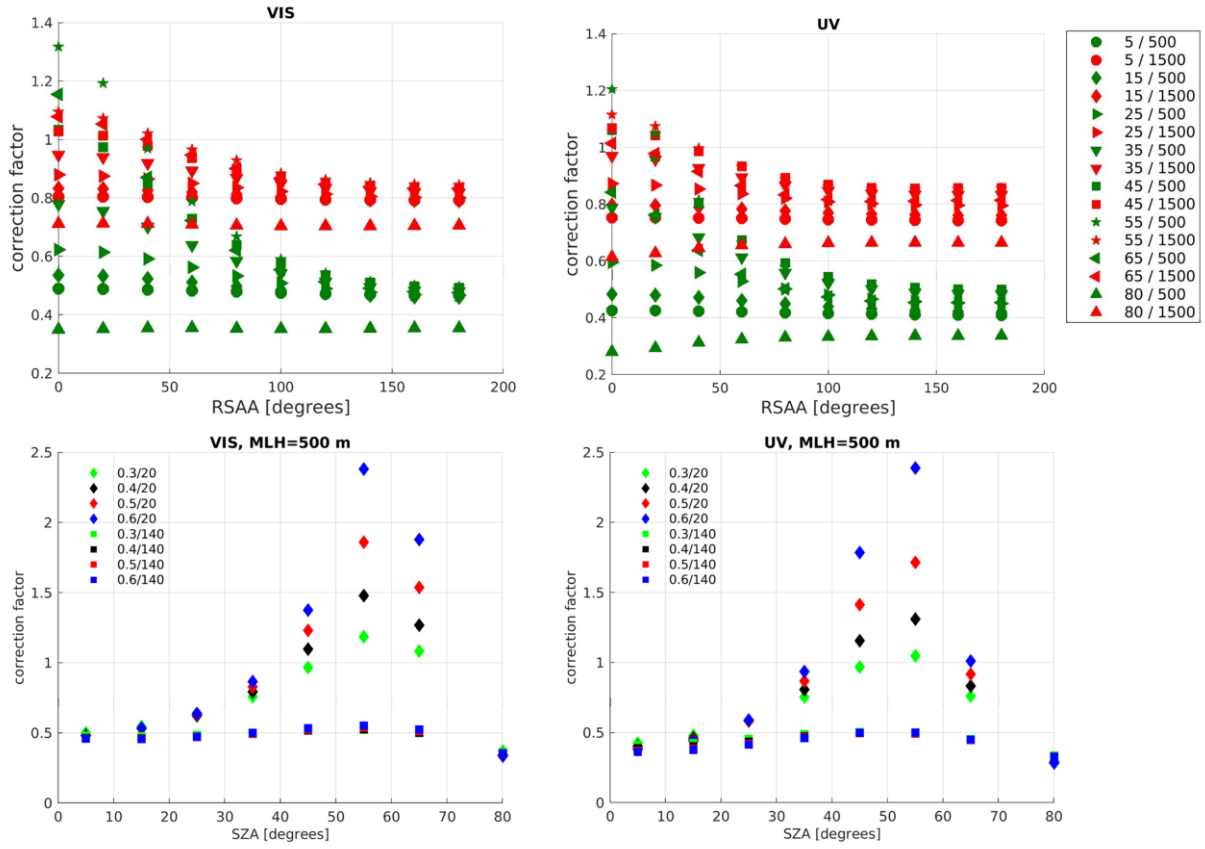 VIS
1.4
1.2
1
0.8
0.6
0.4
0.2
correction factor
0
50
100
150
200
RSAA [degrees]
UV
1.4
1.2
1
0.8
0.6
0.4
0.2
correction factor
0
50
100
150
200
RSAA [degrees]
5 / 500
5 / 1500
15 / 500
15 / 1500
25 / 500
25 / 1500
35 / 500
35 / 1500
45 / 500
45 / 1500
55 / 500
55 / 1500
65 / 500
65 / 1500
80 / 500
80 / 1500
VIS, MLH=500 m
2.5
2
1.5
1
0.5
0
correction factor
0.3/20
0.4/20
0.5/20
0.6/20
0.3/140
0.4/140
0.5/140
0.6/140
0
10
20
30
40
50
60
70
80
SZA [degrees]
UV, MLH=500 m
2.5
2
1.5
1
0.5
0
correction factor
0.3/20
0.4/20
0.5/20
0.6/20
0.3/140
0.4/140
0.5/140
0.6/140
0
10
20
30
40
50
60
70
80
SZA [degrees]